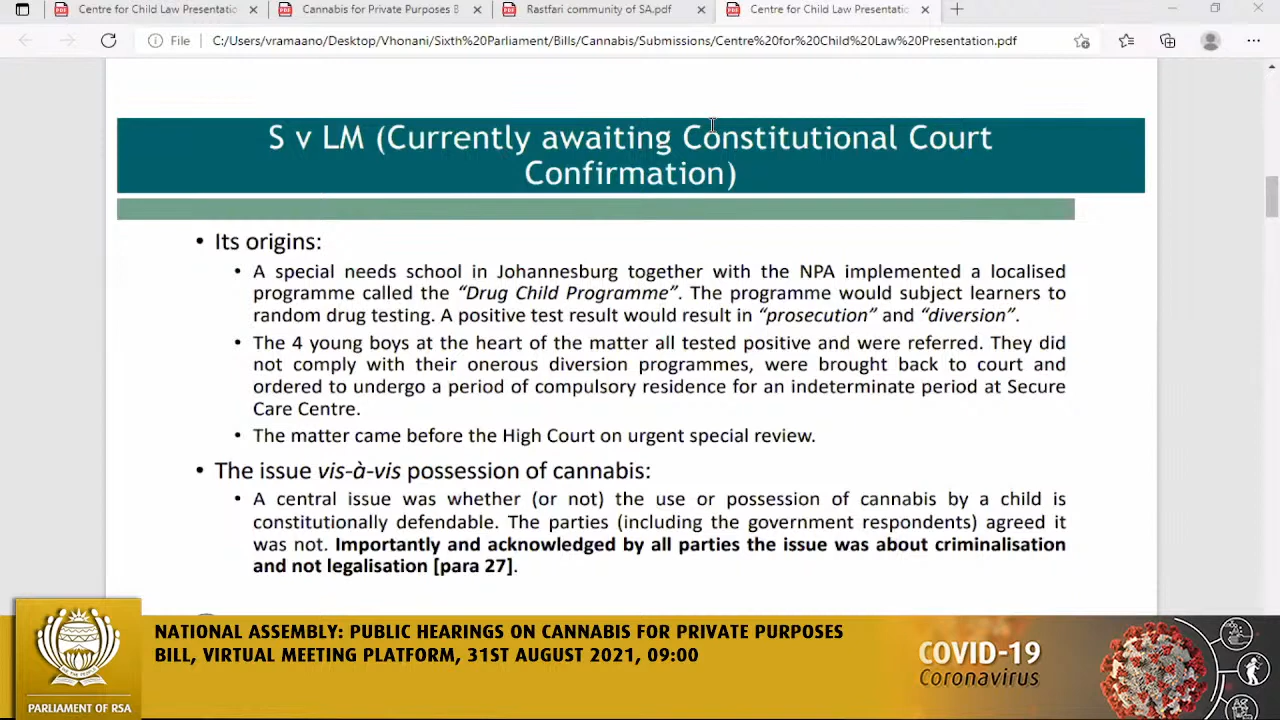 Centre for Child Law Presentatio
Cannabis for Private Purposes B
Rastfari community of SA.pdf
Centre for Child Law Presentatio
File
C:/Users/vramaano/Desktop/Vhonani/Sixth%20Parliament/Bills/Cannabis/Submissions/Centre%20for%20Child%20Law%20Presentation.pdf
S v LM (Currently awaiting Constitutional Court
Confirmation)
• Its origins:
• A special needs school in Johannesburg together with the NPA implemented a localised
programme called the “Drug Child Programme”. The programme would subject learners to
random drug testing. A positive test result would result in “prosecution” and “diversion”.
• The 4 young boys at the heart of the matter all tested positive and were referred. They did
not comply with their onerous diversion programmes, were brought back to court and
ordered to undergo a period of compulsory residence for an indeterminate period at Secure
Care Centre.
• The matter came before the High Court on urgent special review.
• The issue vis-à-vis possession of cannabis:
• A central issue was whether (or not) the use or possession of cannabis by a child is
constitutionally defendable. The parties (including the government respondents) agreed it
was not. Importantly and acknowledged by all parties the issue was about criminalisation
and not legalisation [para 27].
NATIONAL ASSEMBLY: PUBLIC HEARINGS ON CANNABIS FOR PRIVATE PURPOSES
BILL, VIRTUAL MEETING PLATFORM, 31ST AUGUST 2021, 09:00
PARLIAMENT OF RSA
COVID-19
Coronavirus